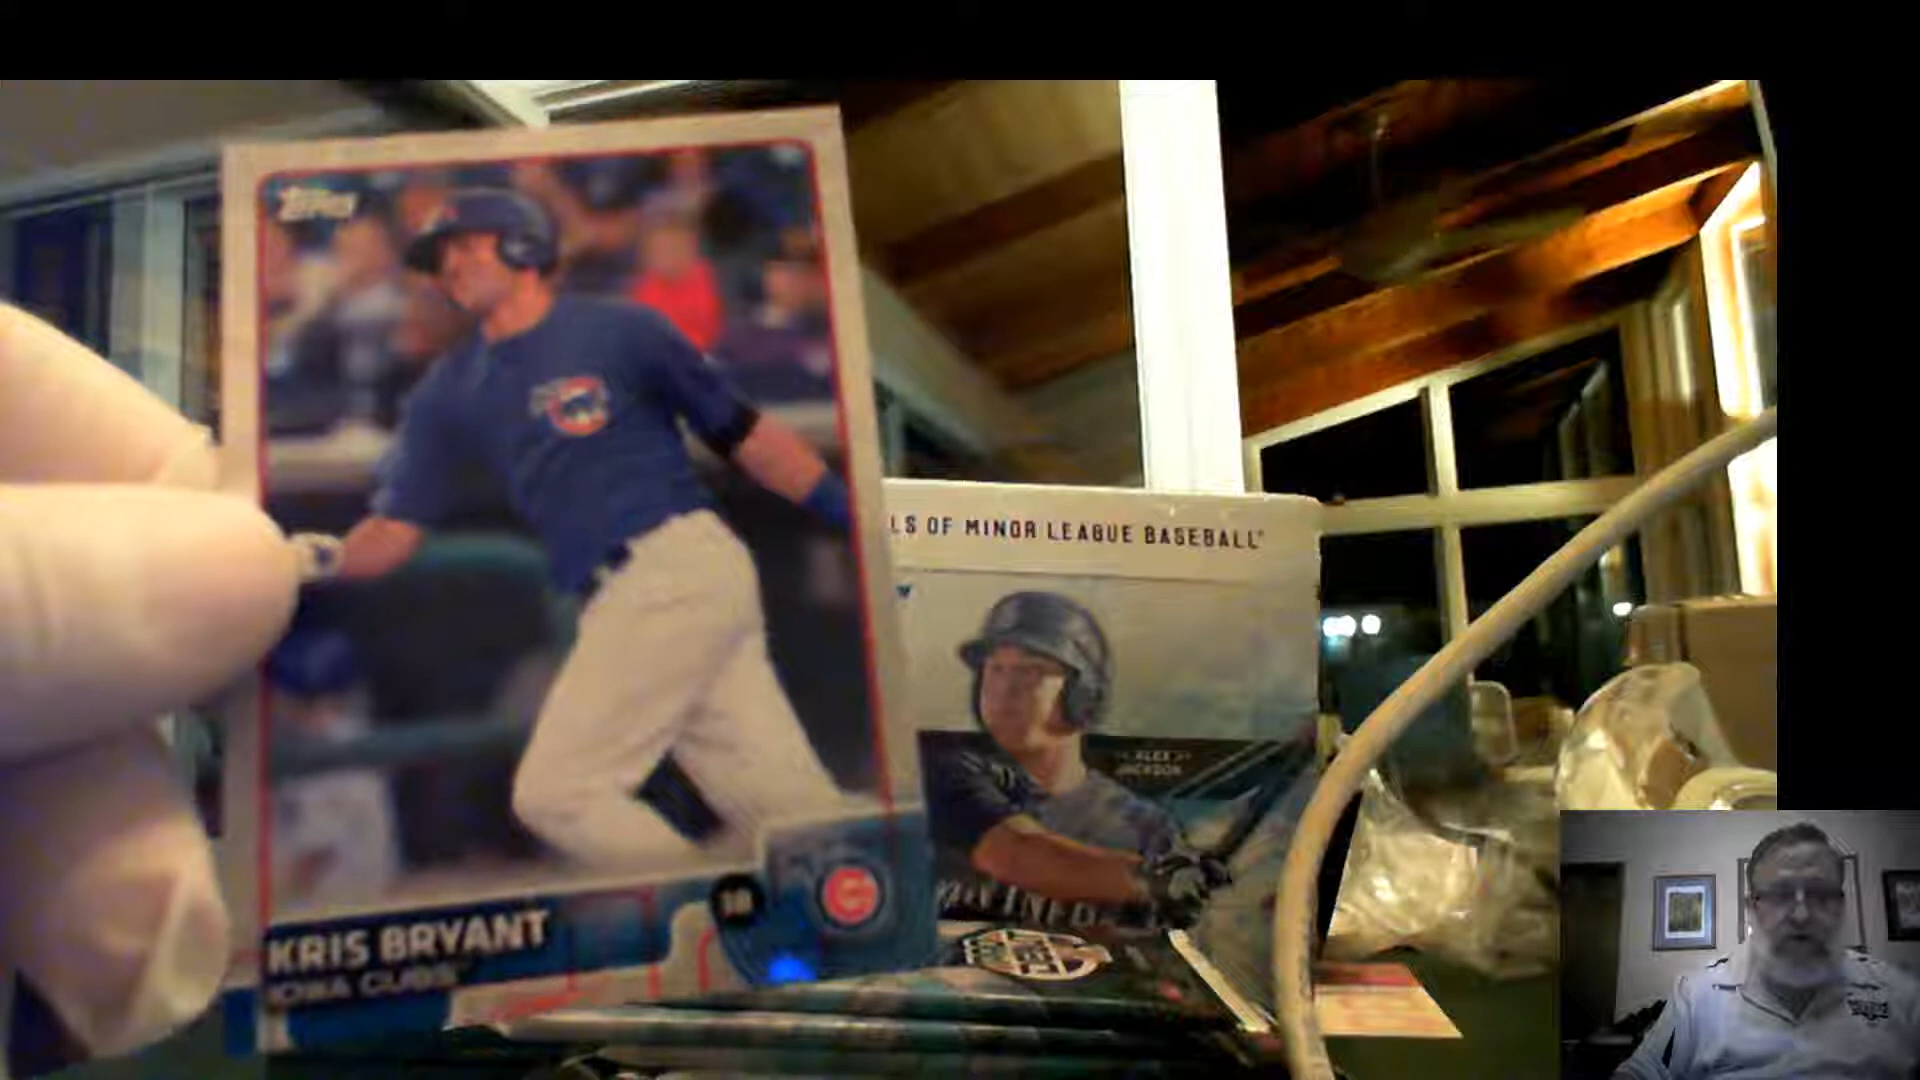 Topps
KRIS BRYANT
IOWA CUBS
LS OF MINOR LEAGUE BASEBALL
ALEX
JACKSON